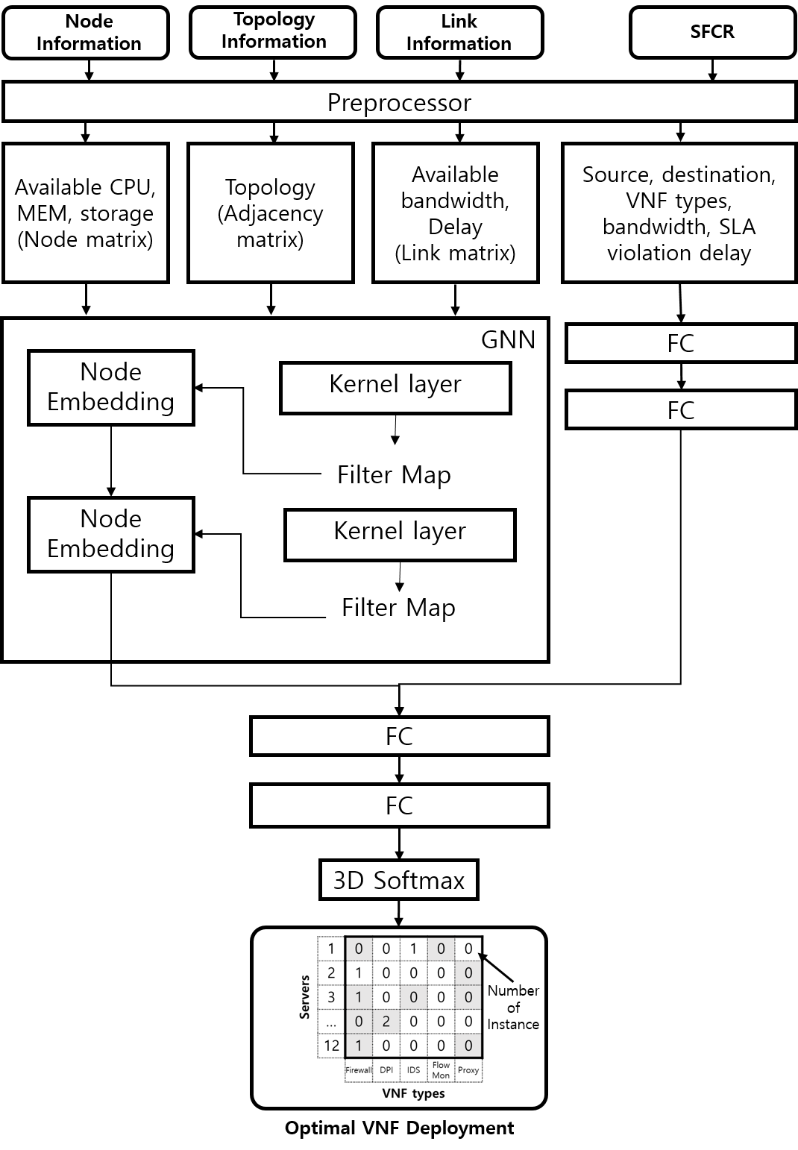 Node
Information
Topology
Information
Link
Information
SFCR
Preprocessor
Available CPU,
MEM, storage
(Node matrix)
Topology
(Adjacency
matrix)
Available
bandwidth,
Delay
(Link matrix)
Source, destination,
VNF types,
bandwidth, SLA
violation delay
GNN
FC
FC
Node
Embedding
Kernel layer
Filter Map
Node
Embedding
Kernel layer
Filter Map
FC
FC
3D Softmax
Servers
1 0 0 1 0 0
2 1 0 0 0 0
3 1 0 0 0 0
... 0 2 0 0 0
12 1 0 0 0 0
Number
of
Instance
Firewall DPI IDS Flow Mon Proxy
VNF types
Optimal VNF Deployment